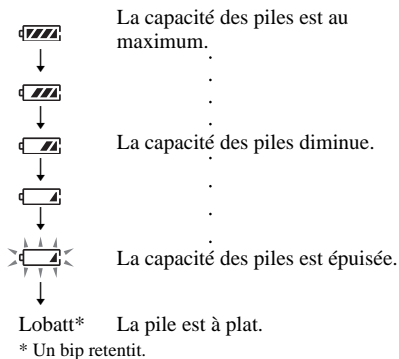 La capacité des piles est au
maximum.
La capacité des piles diminue.
La capacité des piles est épuisée.
Lobatt* La pile est à plat.
* Un bip retentit.